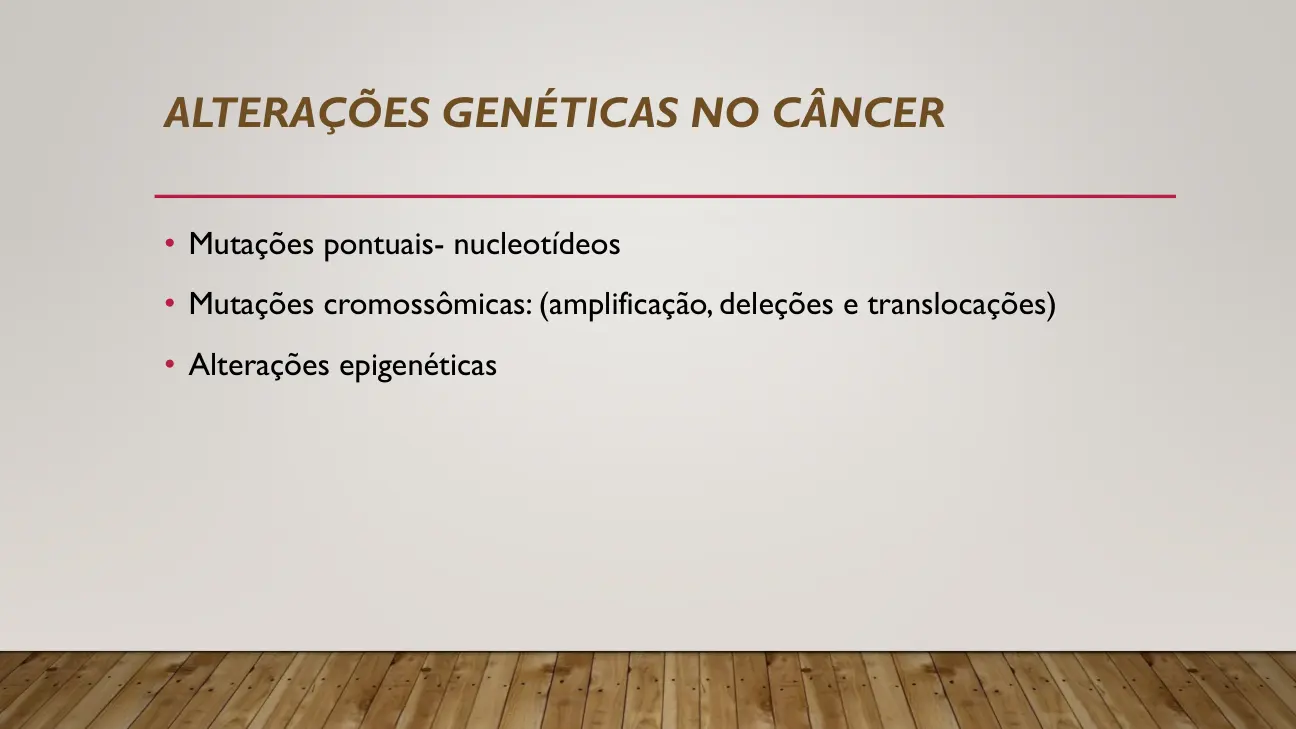 ALTERAÇÕES GENÉTICAS NO CÂNCER
• Mutações pontuais- nucleotídeos
• Mutações cromossômicas: (amplificação, deleções e translocações)
• Alterações epigenéticas